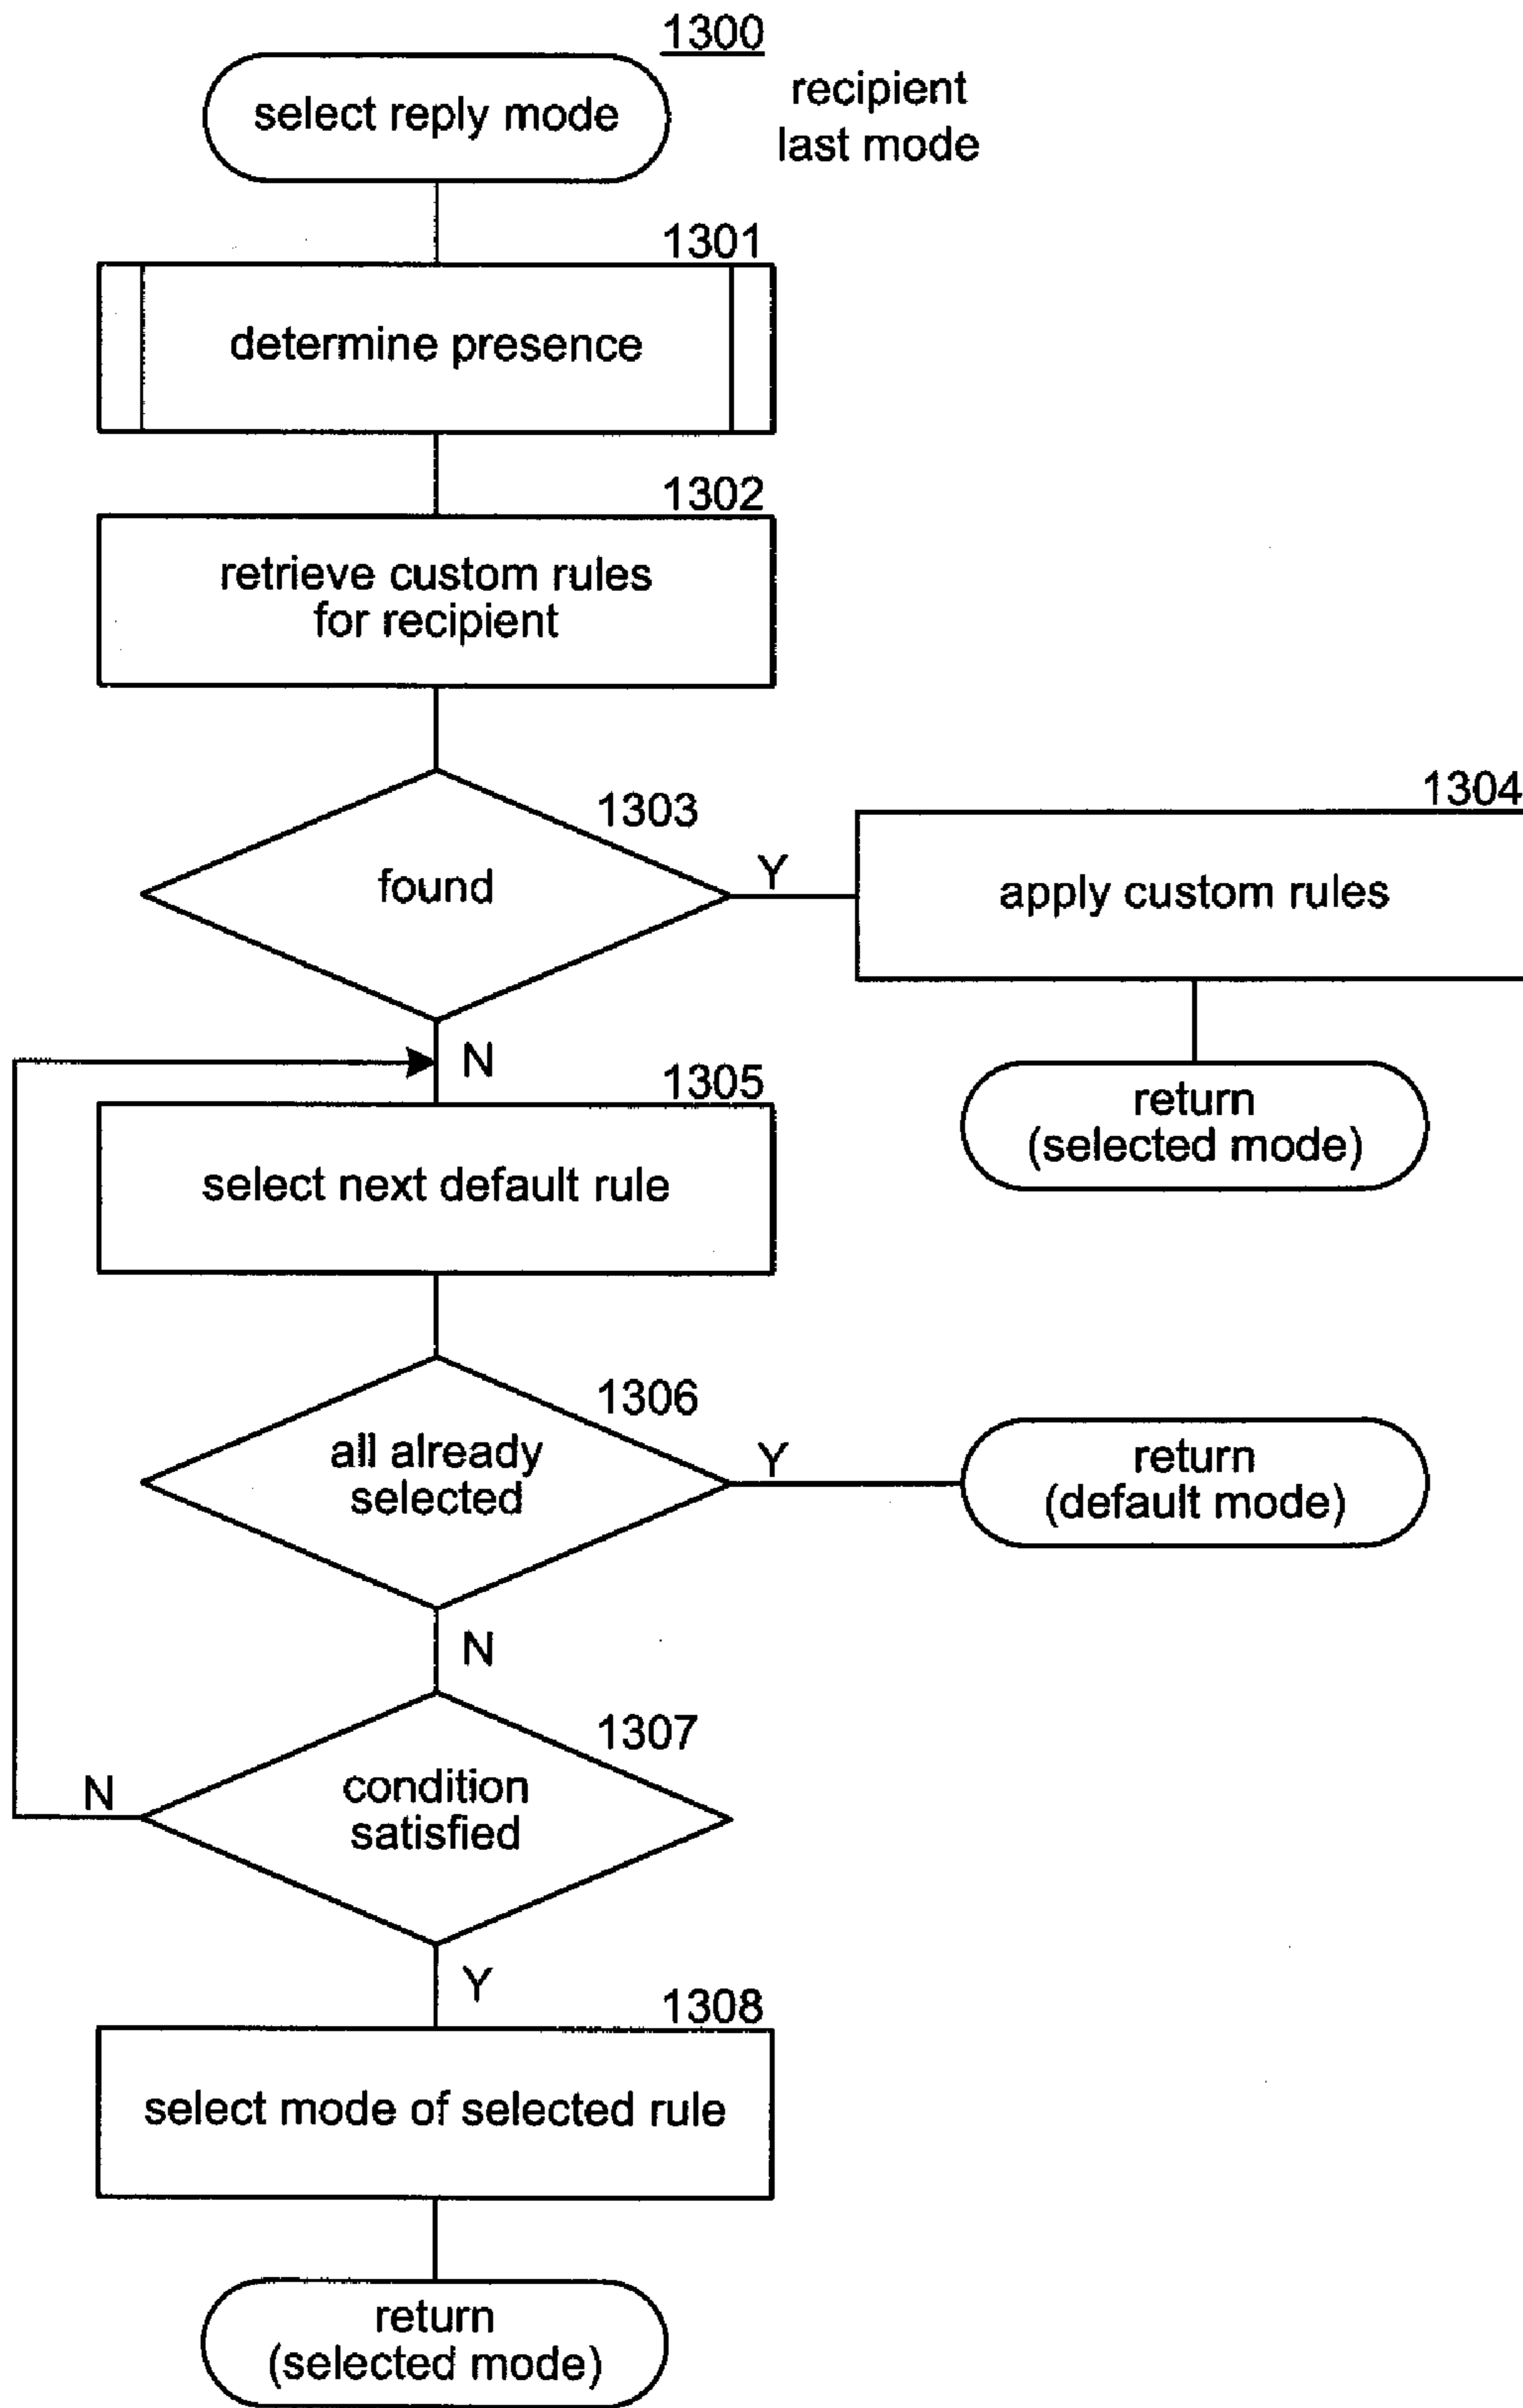 1300
select reply mode
recipient
last mode
1301
determine presence
1302
retrieve custom rules
for recipient
1303
found
Y
1304
apply custom rules
return
(selected mode)
N
1305
select next default rule
1306
all already
selected
Y
return
(default mode)
N
1307
condition
satisfied
N
Y
1308
select mode of selected rule
return
(selected mode)